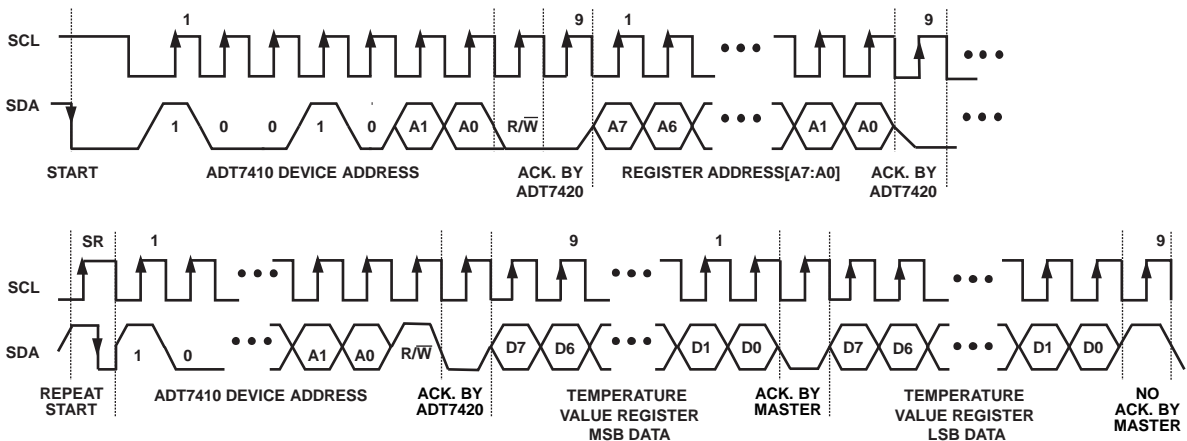 1 9 1 9
SCL
SDA
1 0 0 1 0 A1 A0 R/W A7 A6 A1 A0
START ADT7410 DEVICE ADDRESS ACK. BY REGISTER ADDRESS[A7:A0] ACK. BY
ADT7420 ADT7420
SR 1 9 1 9
SCL
SDA
1 0 A1 A0 R/W D7 D6 D1 D0 D7 D6 D1 D0
REPEAT
START
ADT7410 DEVICE ADDRESS
ACK. BY
ADT7420
TEMPERATURE
VALUE REGISTER
MSB DATA
ACK. BY
MASTER
TEMPERATURE
VALUE REGISTER
LSB DATA
NO
ACK. BY
MASTER